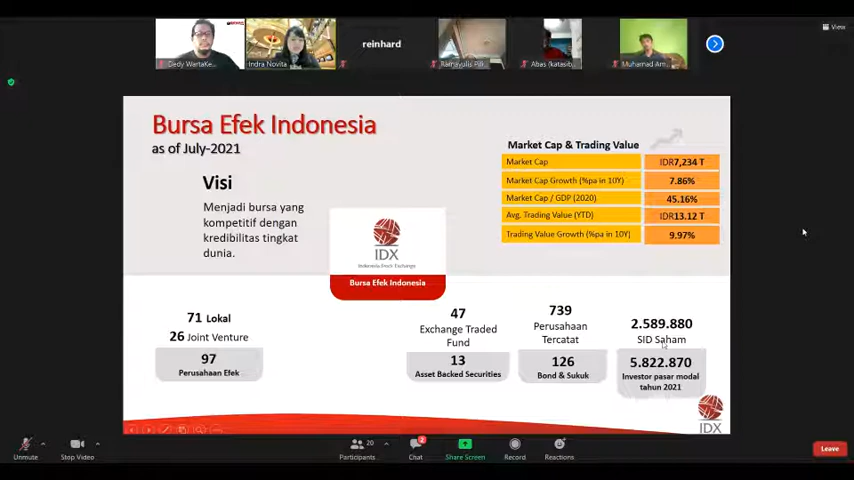 View
Dedy WartaKe...
Indra Novita
reinhard
Abas (katasib...
Muhamad Am...
Bursa Efek Indonesia
as of July-2021
Visi
Menjadi bursa yang
kompetitif dengan
kredibilitas tingkat
dunia.
IDX
Indonesia Stock Exchange
Bursa Efek Indonesia
Market Cap & Trading Value
Market Cap IDR7,234 T
Market Cap Growth (%pa in 10Y) 7.86%
Market Cap / GDP (2020) 45.16%
Avg. Trading Value (YTD) IDR13.12 T
Trading Value Growth (%pa in 10Y) 9.97%
71 Lokal
26 Joint Venture
97
Perusahaan Efek
47
Exchange Traded
Fund
13
Asset Backed Securities
739
Perusahaan
Tercatat
126
Bond & Sukuk
2.589.880
SID Saham
5.822.870
Investor pasar modal
tahun 2021
IDX
Unmute
Stop Video
20
Participants
2
Chat
Share Screen
Record
Reactions
Leave